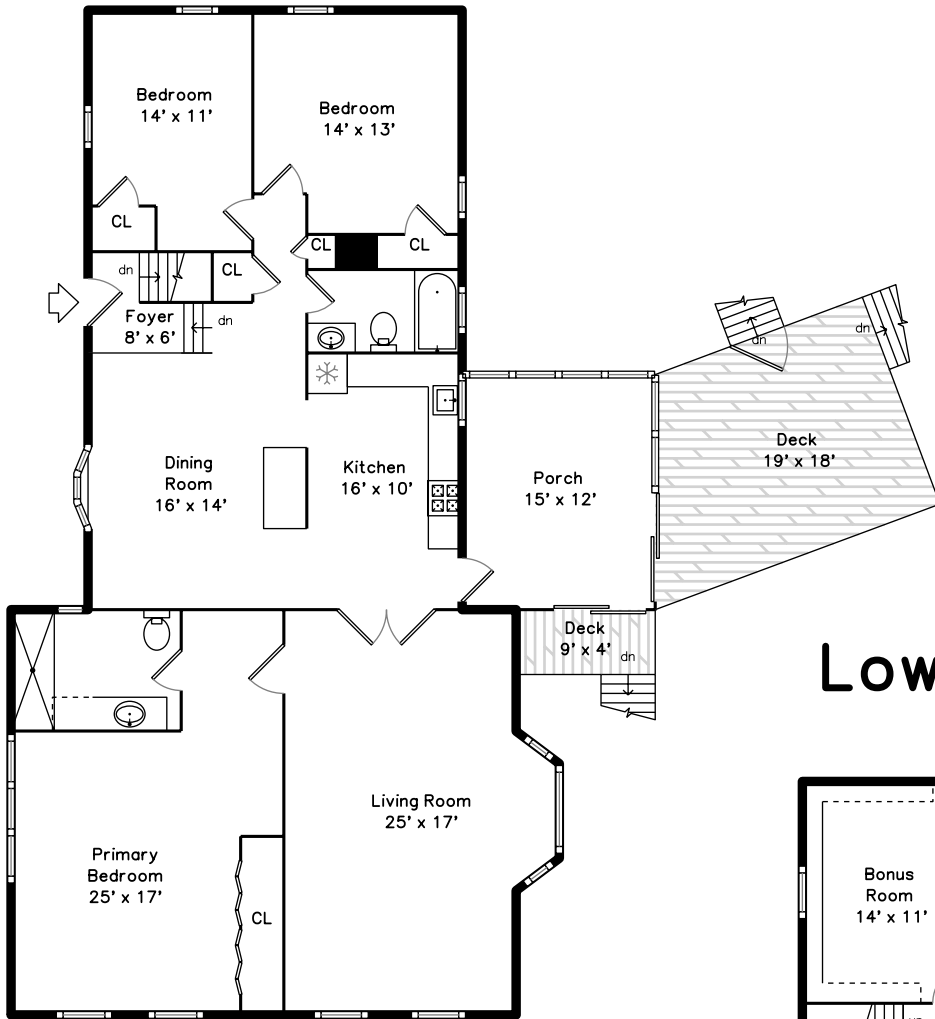 Bedroom
14' x 11'
Bedroom
14' x 13'
CL
CL
CL
CL
dn
Foyer
8' x 6'
dn
dn
dn
Deck
19' x 18'
Dining
Room
16' x 14'
Kitchen
16' x 10'
Porch
15' x 12'
Deck
9' x 4'
dn
Low
Living Room
25' x 17'
Primary
Bedroom
25' x 17'
CL
Bonus
Room
14' x 11'